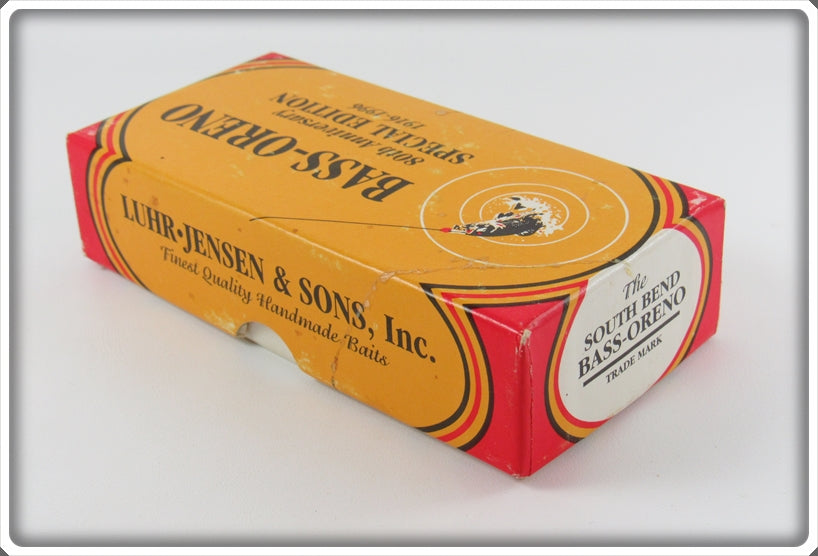 BASS-ORENO
80th Anniversary
SPECIAL EDITION
1916-1996
LUHR•JENSEN & SONS, Inc.
Finest Quality Handmade Baits
The
SOUTH BEND
BASS-ORENO
TRADE MARK